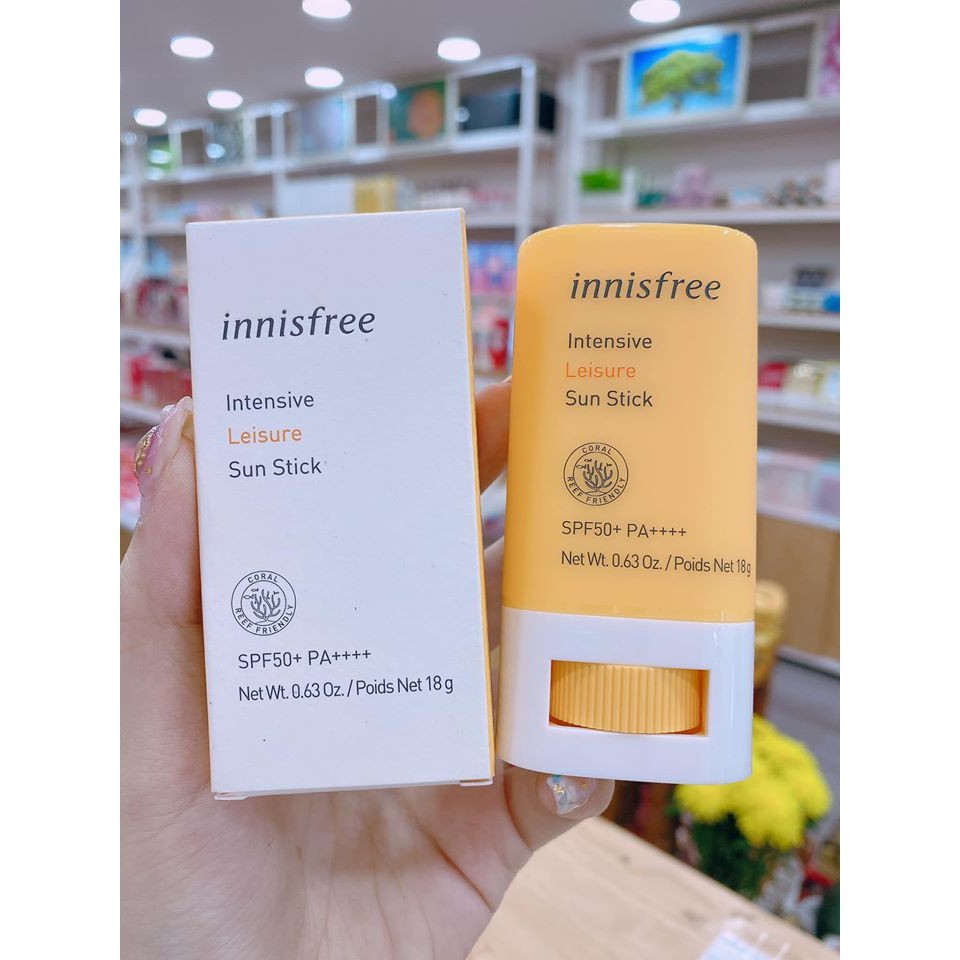 innisfree
Intensive
Leisure
Sun Stick
CORAL
REEF FRIENDLY
SPF50+ PA++++
Net Wt. 0.63 Oz. / Poids Net 18 g
innisfree
Intensive
Leisure
Sun Stick
CORAL
REEF FRIENDLY
SPF50+ PA++++
Net Wt. 0.63 Oz. / Poids Net 18 g